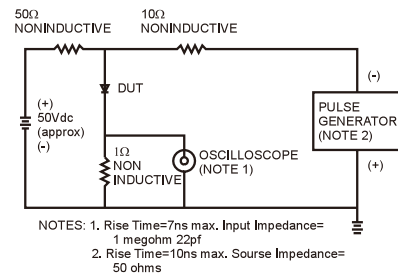 50Ω
NONINDUCTIVE
10Ω
NONINDUCTIVE
DUT
(+)
50Vdc
(approx)
(-)
1Ω
NON
INDUCTIVE
OSCILLOSCOPE
(NOTE 1)
(-)
PULSE
GENERATOR
(NOTE 2)
(+)
NOTES: 1. Rise Time=7ns max. Input Impedance=
1 megohm 22pf
2. Rise Time=10ns max. Sourse Impedance=
50 ohms